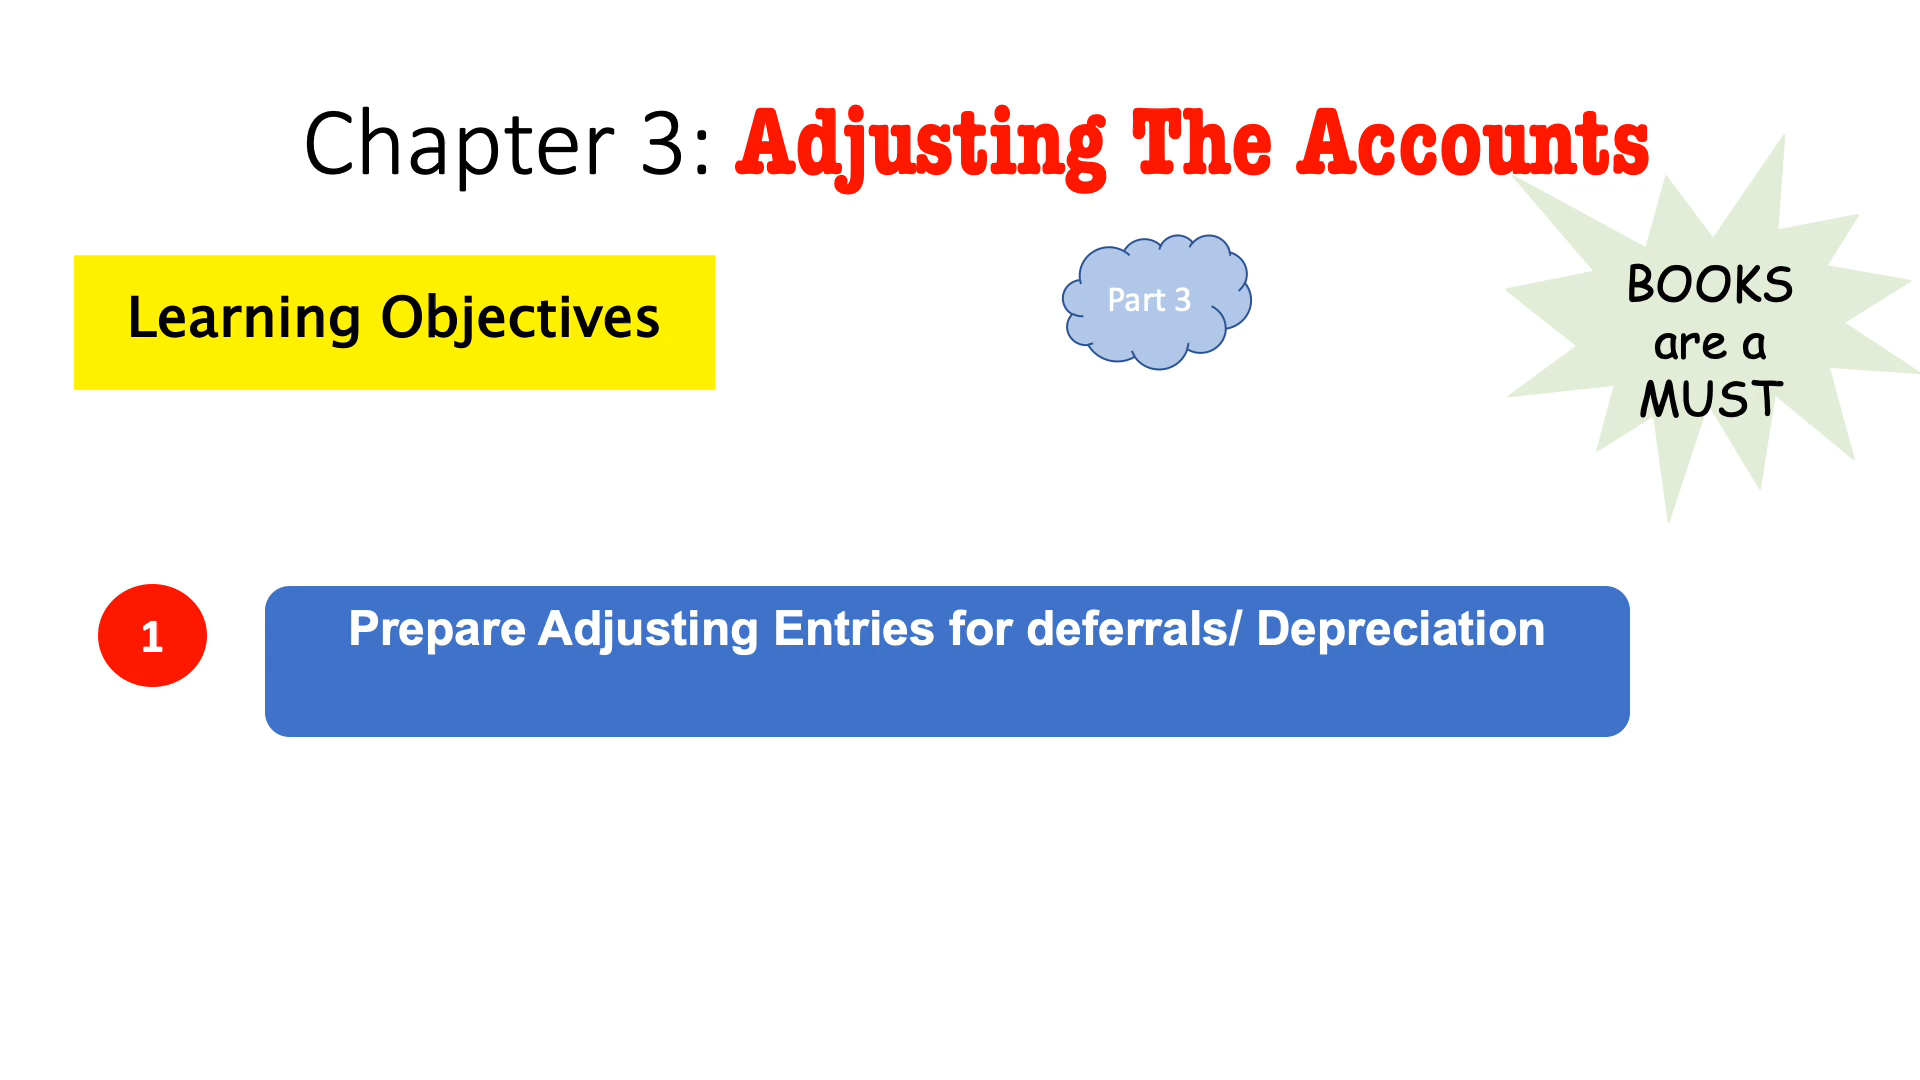 Chapter 3: Adjusting The Accounts
Learning Objectives
Part 3
BOOKS
are a
MUST
1
Prepare Adjusting Entries for deferrals/ Depreciation